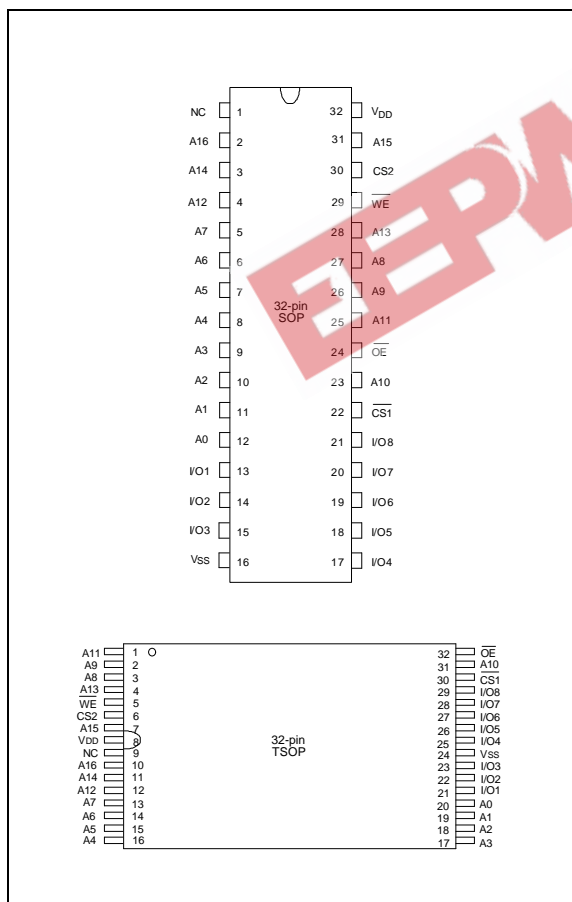 NC 1 32 VDD
A16 2 31 A15
A14 3 30 CS2
A12 4 29 WE
A7 5 28 A13
A6 6 27 A8
A5 7 26 A9
32-pin
SOP
A4 8 25 A11
A3 9 24 OE
A2 10 23 A10
A1 11 22 CS1
A0 12 21 I/O8
I/O1 13 20 I/O7
I/O2 14 19 I/O6
I/O3 15 18 I/O5
VSS 16 17 I/O4
EEPW
A11 1 32 OE
A9 2 31 A10
A8 3 30 CS1
A13 4 29 I/O8
WE 5 28 I/O7
CS2 6 27 I/O6
A15 7 26 I/O5
VDD 8 25 I/O4
32-pin
TSOP
NC 9 24 VSS
A16 10 23 I/O3
A14 11 22 I/O2
A12 12 21 I/O1
A7 13 20 A0
A6 14 19 A1
A5 15 18 A2
A4 16 17 A3